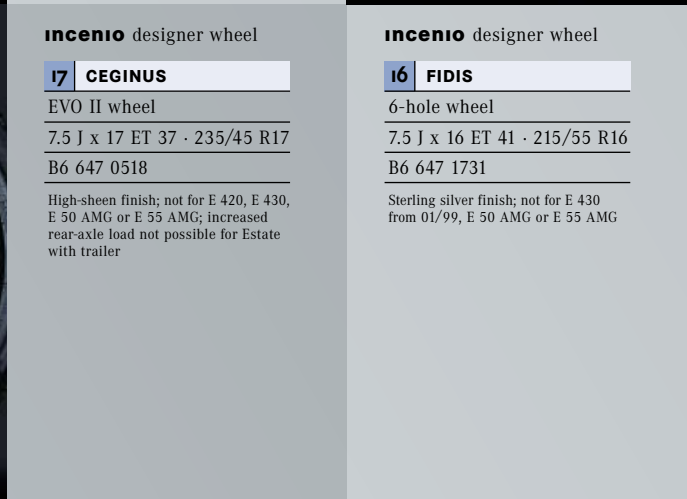 ıncenıo designer wheel
17 CEGINUS
EVO II wheel
7.5 J x 17 ET 37 · 235/45 R17
B6 647 0518
High-sheen finish; not for E 420, E 430,
E 50 AMG or E 55 AMG; increased
rear-axle load not possible for Estate
with trailer
ıncenıo designer wheel
16 FIDIS
6-hole wheel
7.5 J x 16 ET 41 · 215/55 R16
B6 647 1731
Sterling silver finish; not for E 430
from 01/99, E 50 AMG or E 55 AMG